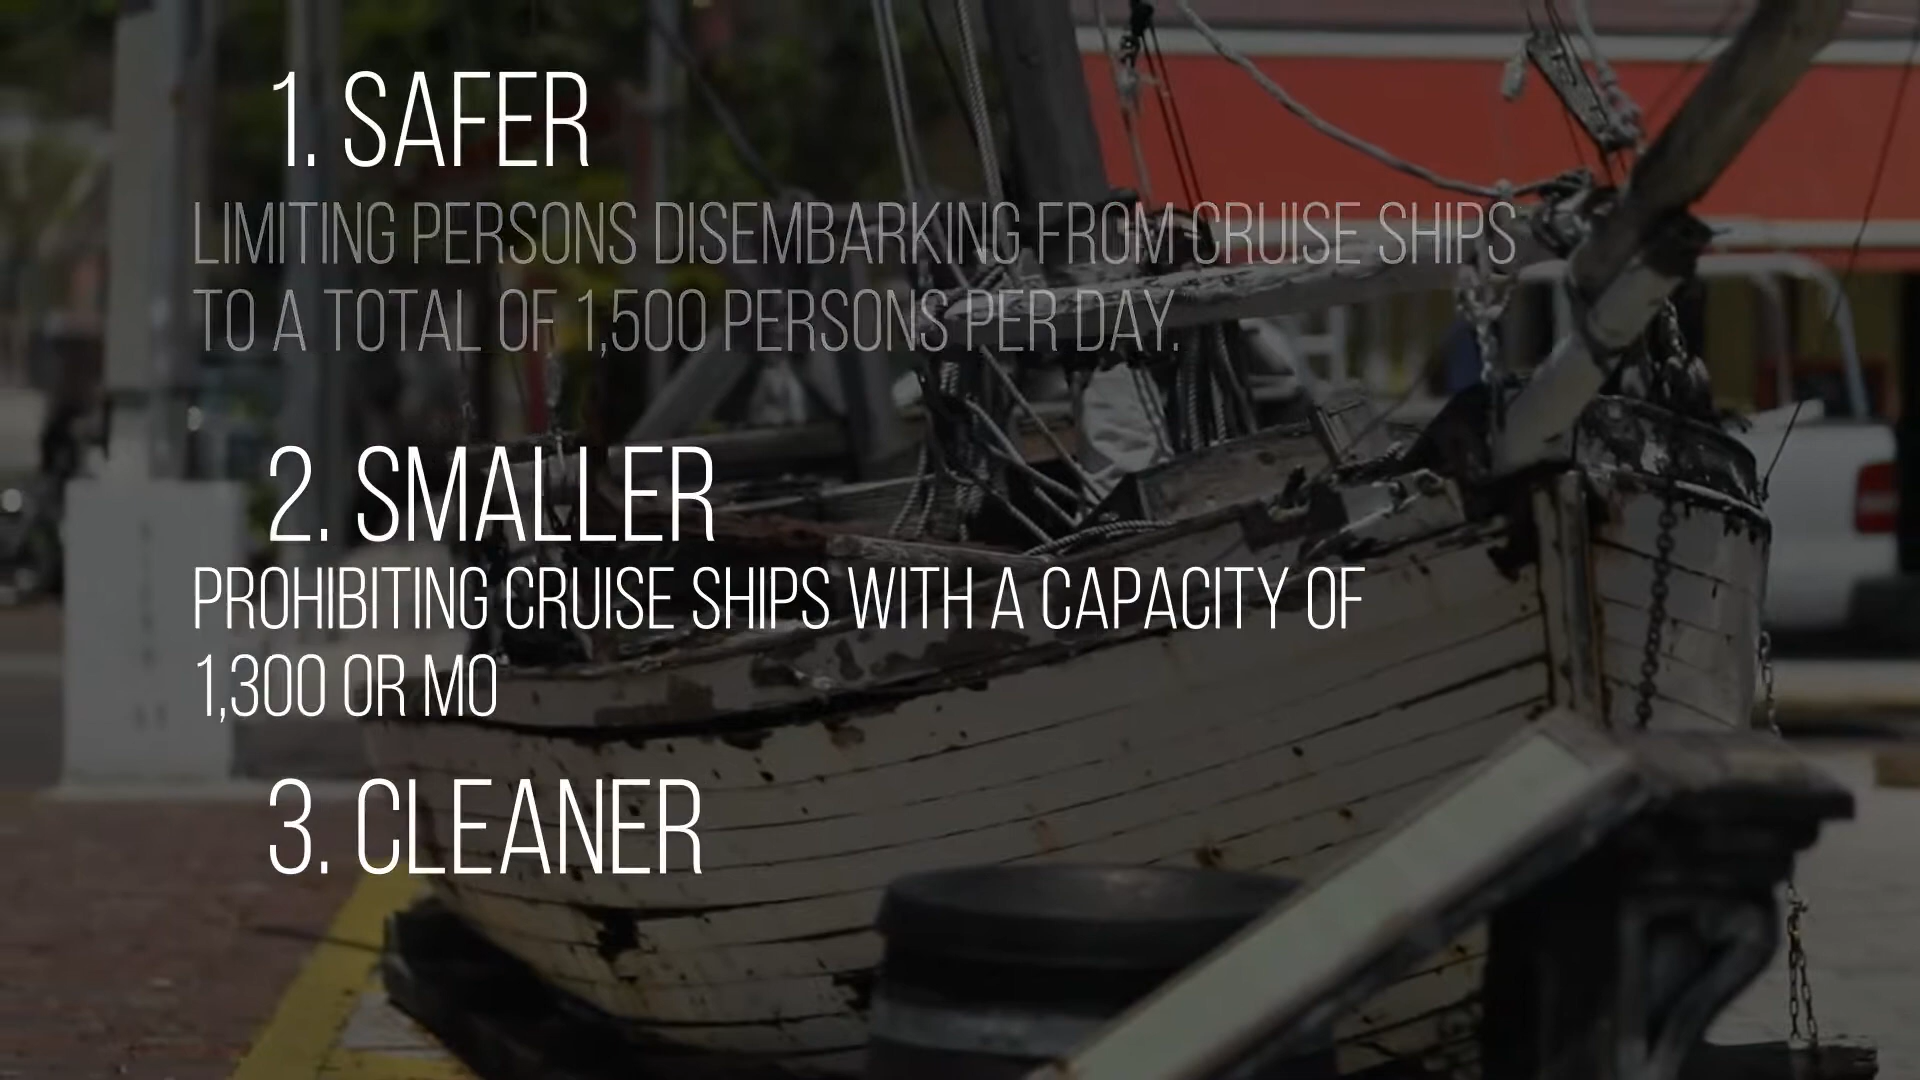 1. SAFER
LIMITING PERSONS DISEMBARKING FROM CRUISE SHIPS
TO A TOTAL OF 1,500 PERSONS PER DAY.
2. SMALLER
PROHIBITING CRUISE SHIPS WITH A CAPACITY OF
1,300 OR MO
3. CLEANER